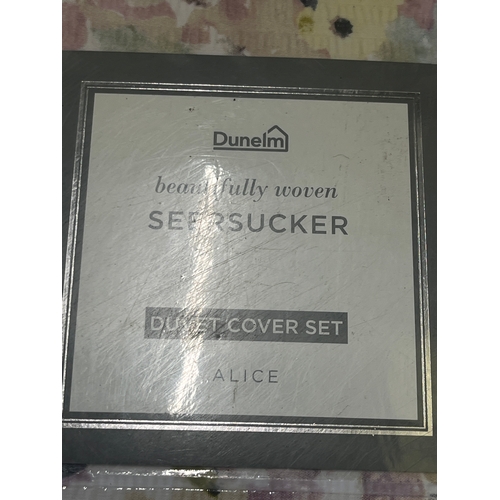 Dunelm
beautifully woven
SEERSUCKER
DUVET COVER SET
ALICE